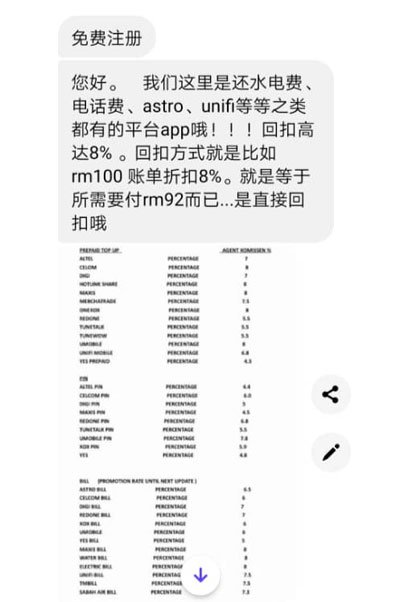 免费注册
您好。 我们这里是还水电费、
电话费、astro、unifi等等之类
都有的平台app哦！！！回扣高
达8% 。回扣方式就是比如
rm100 账单折扣8%。就是等于
所需要付rm92而已...是直接回
扣哦
PREPAID TOP UP AGENT KOMISSEN %
ALTEL PERCENTAGE 7
CELCOM PERCENTAGE 8
DIGI PERCENTAGE 7
HOTLINK SHARE PERCENTAGE 8
MAXIS PERCENTAGE 8
MERCHATRADE PERCENTAGE 7.5
ONEXOX PERCENTAGE 8
REDONE PERCENTAGE 5.5
TUNETALK PERCENTAGE 5.5
TUNEWOW PERCENTAGE 5.5
UMOBILE PERCENTAGE 8
UNIFI MOBILE PERCENTAGE 6.8
YES PREPAID PERCENTAGE 4.3
PIN
ALTEL PIN PERCENTAGE 6.4
CELCOM PIN PERCENTAGE 6.0
DIGI PIN PERCENTAGE 5
MAXIS PIN PERCENTAGE 4.5
REDONE PIN PERCENTAGE 6.8
TUNETALK PIN PERCENTAGE 5.5
UMOBILE PIN PERCENTAGE 7.8
XOX PIN PERCENTAGE 5.9
YES PERCENTAGE 4.8
BILL (PROMOTION RATE UNTIL NEXT UPDATE )
ASTRO BILL PERCENTAGE 6.5
CELCOM BILL PERCENTAGE 6
DIGI BILL PERCENTAGE 7
REDONE BILL PERCENTAGE 7
XOX BILL PERCENTAGE 6
UMOBILE PERCENTAGE 6
YES BILL PERCENTAGE 5
MAXIS BILL PERCENTAGE 8
WATER BILL PERCENTAGE 8
ELECTRIC BILL PERCENTAGE 8
UNIFI BILL PERCENTAG 7.5
TMBILL PERCENTAG 7.5
SABAH AIR BILL PERCENTAGE 7.3